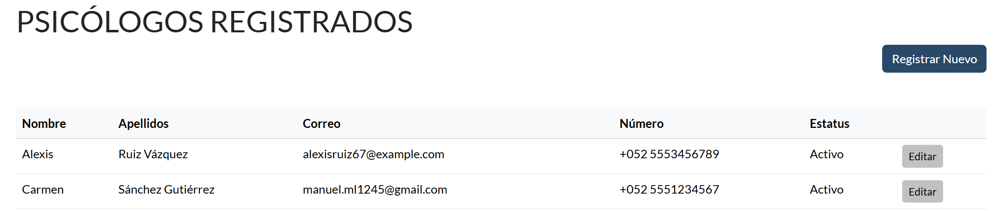 PSICÓLOGOS REGISTRADOS
Registrar Nuevo
Nombre Apellidos Correo Número Estatus
Alexis Ruiz Vázquez alexisruiz67@example.com +052 5553456789 Activo Editar
Carmen Sánchez Gutiérrez manuel.ml1245@gmail.com +052 5551234567 Activo Editar